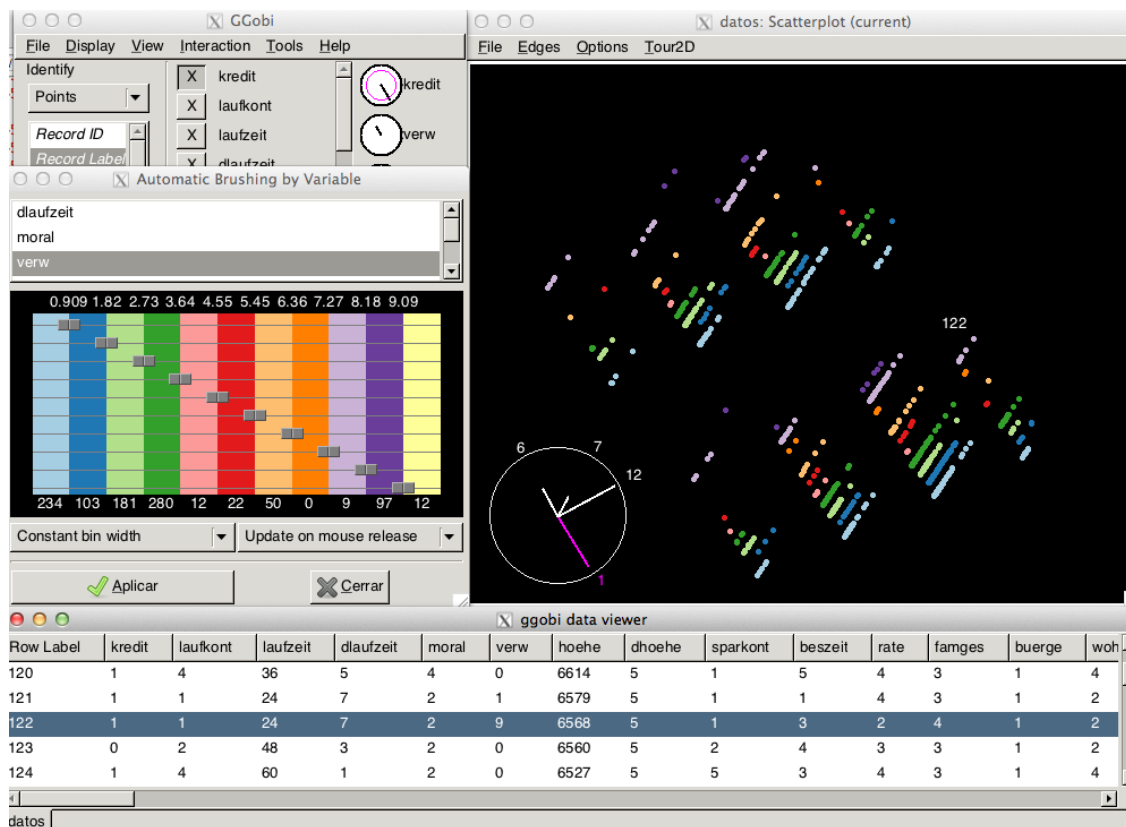 GGobi
File Display View Interaction Tools Help
Identify
Points
Record ID
Record Label
X kredit
X laufkont
X laufzeit
X dlaufzeit
kredit
verw
Automatic Brushing by Variable
dlaufzeit
moral
verw
0.909 1.82 2.73 3.64 4.55 5.45 6.36 7.27 8.18 9.09
234 103 181 280 12 22 50 0 9 97 12
Constant bin width
Update on mouse release
Aplicar
Cerrar
datos: Scatterplot (current)
File Edges Options Tour2D
122
6
7
12
1
ggobi data viewer
Row Label kredit laufkont laufzeit dlaufzeit moral verw hoehe dhoehe sparkont beszeit rate famges buerge woh
120 1 4 36 5 4 0 6614 5 1 5 4 3 1 4
121 1 1 24 7 2 1 6579 5 1 1 4 3 1 2
122 1 1 24 7 2 9 6568 5 1 3 2 4 1 2
123 0 2 48 3 2 0 6560 5 2 4 3 3 1 2
124 1 4 60 1 2 0 6527 5 5 3 4 3 1 4
datos